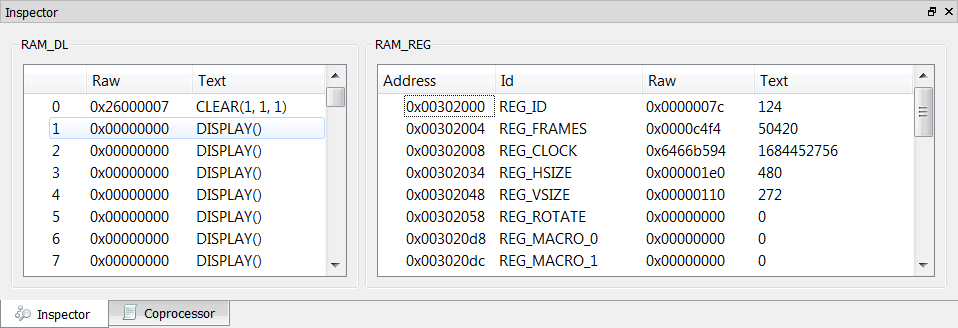 Inspector
RAM_DL
Raw Text
0 0x26000007 CLEAR(1, 1, 1)
1 0x00000000 DISPLAY()
2 0x00000000 DISPLAY()
3 0x00000000 DISPLAY()
4 0x00000000 DISPLAY()
5 0x00000000 DISPLAY()
6 0x00000000 DISPLAY()
7 0x00000000 DISPLAY()
RAM_REG
Address Id Raw Text
0x00302000 REG_ID 0x0000007c 124
0x00302004 REG_FRAMES 0x0000c4f4 50420
0x00302008 REG_CLOCK 0x6466b594 1684452756
0x00302034 REG_HSIZE 0x000001e0 480
0x00302048 REG_VSIZE 0x00000110 272
0x00302058 REG_ROTATE 0x00000000 0
0x003020d8 REG_MACRO_0 0x00000000 0
0x003020dc REG_MACRO_1 0x00000000 0
Inspector Coprocessor